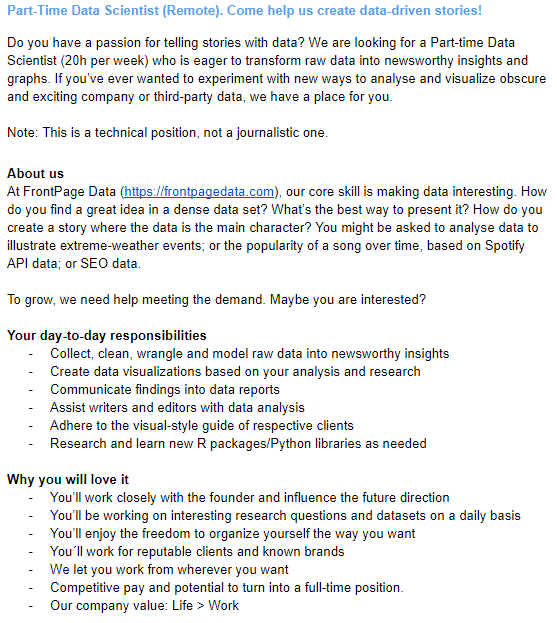 Part-Time Data Scientist (Remote). Come help us create data-driven stories!
Do you have a passion for telling stories with data? We are looking for a Part-time Data
Scientist (20h per week) who is eager to transform raw data into newsworthy insights and
graphs. If you've ever wanted to experiment with new ways to analyse and visualize obscure
and exciting company or third-party data, we have a place for you.
Note: This is a technical position, not a journalistic one.
About us
At FrontPage Data (https://frontpagedata.com), our core skill is making data interesting. How
do you find a great idea in a dense data set? What's the best way to present it? How do you
create a story where the data is the main character? You might be asked to analyse data to
illustrate extreme-weather events; or the popularity of a song over time, based on Spotify
API data; or SEO data.
To grow, we need help meeting the demand. Maybe you are interested?
Your day-to-day responsibilities
- Collect, clean, wrangle and model raw data into newsworthy insights
- Create data visualizations based on your analysis and research
- Communicate findings into data reports
- Assist writers and editors with data analysis
- Adhere to the visual-style guide of respective clients
- Research and learn new R packages/Python libraries as needed
Why you will love it
- You'll work closely with the founder and influence the future direction
- You'll be working on interesting research questions and datasets on a daily basis
- You'll enjoy the freedom to organize yourself the way you want
- You´ll work for reputable clients and known brands
- We let you work from wherever you want
- Competitive pay and potential to turn into a full-time position.
- Our company value: Life > Work